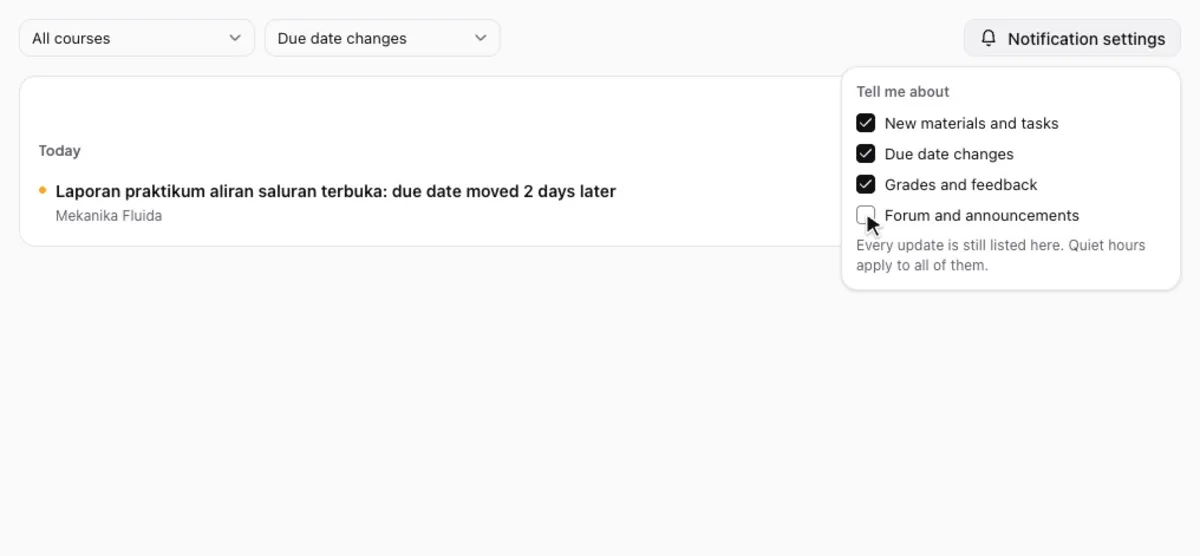 All courses
Due date changes
Notification settings
Tell me about
New materials and tasks
Due date changes
Grades and feedback
Forum and announcements
Every update is still listed here. Quiet hours
apply to all of them.
Today
Laporan praktikum aliran saluran terbuka: due date moved 2 days later
Mekanika Fluida